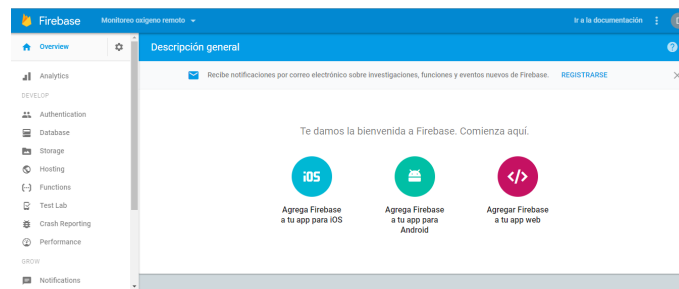 Firebase
Monitoreo oxígeno remoto
Ir a la documentación
Overview
Descripción general
Analytics
Recibe notificaciones por correo electrónico sobre investigaciones, funciones y eventos nuevos de Firebase.
REGISTRARSE
DEVELOP
Authentication
Database
Storage
Hosting
Functions
Test Lab
Crash Reporting
Performance
GROW
Notifications
Te damos la bienvenida a Firebase. Comienza aquí.
iOS
Agrega Firebase
a tu app para iOS
Agrega Firebase
a tu app para
Android
Agregar Firebase
a tu app web